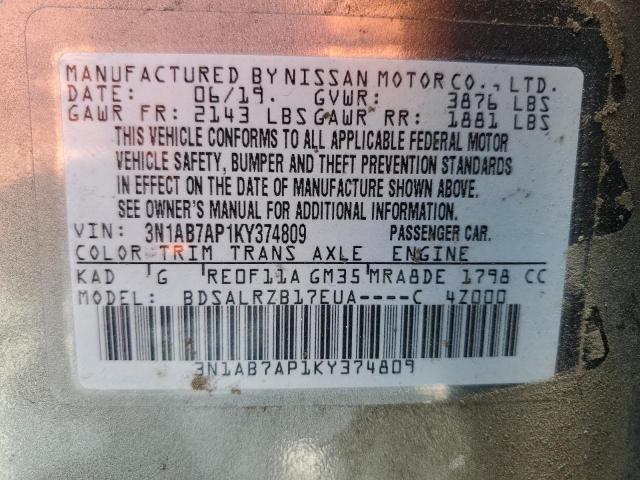 MANUFACTURED BY NISSAN MOTOR CO., LTD.
DATE: 06/19. GVWR: 3876 LBS
GAWR FR: 2143 LBS GAWR RR: 1881 LBS
THIS VEHICLE CONFORMS TO ALL APPLICABLE FEDERAL MOTOR
VEHICLE SAFETY, BUMPER AND THEFT PREVENTION STANDARDS
IN EFFECT ON THE DATE OF MANUFACTURE SHOWN ABOVE.
SEE OWNER'S MANUAL FOR ADDITIONAL INFORMATION.
VIN: 3N1AB7AP1KY374809 PASSENGER CAR.
COLOR TRIM TRANS AXLE ENGINE
KAD G RE0F11A GM35 MRA8DE 1798 CC
MODEL BDSALRZB17EUA----C 4Z000
3N1AB7AP1KY374809